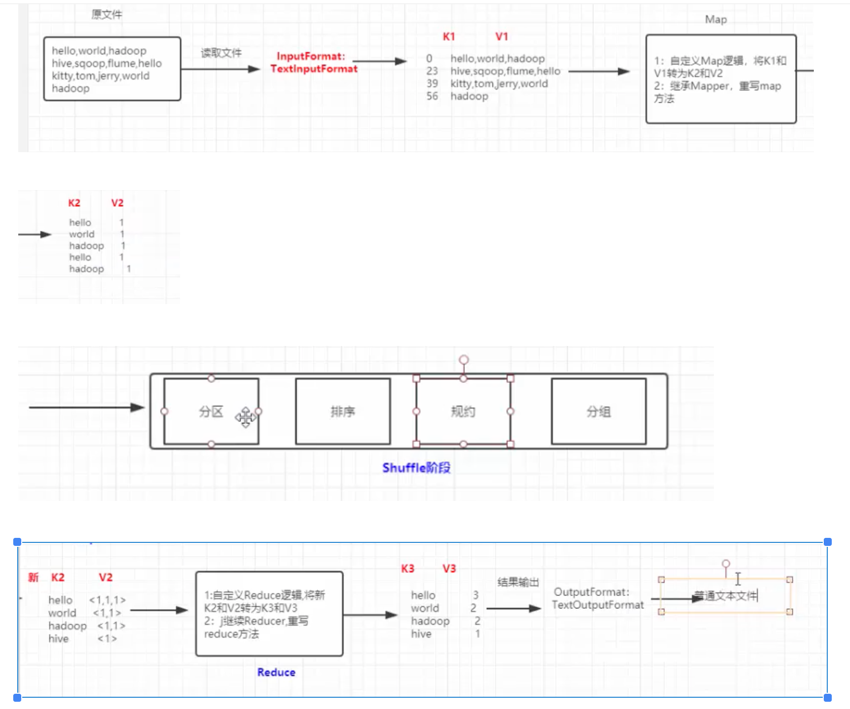 原文件
hello,world,hadoop
hive,sqoop,flume,hello
kitty,tom,jerry,world
hadoop
读取文件
InputFormat:
TextInputFormat
K1 V1
0 hello,world,hadoop
23 hive,sqoop,flume,hello
39 kitty,tom,jerry,world
56 hadoop
Map
1：自定义Map逻辑，将K1和
V1转为K2和V2
2：继承Mapper，重写map
方法
K2 V2
hello 1
world 1
hadoop 1
hello 1
hadoop 1
分区
排序
规约
分组
Shuffle阶段
新 K2 V2
hello <1,1,1>
world <1,1>
hadoop <1,1>
hive <1>
1:自定义Reduce逻辑,将新
K2和V2转为K3和V3
2：j继续Reducer,重写
reduce方法
Reduce
K3 V3
hello 3
world 2
hadoop 2
hive 1
结果输出
OutputFormat:
TextOutputFormat
普通文本文件